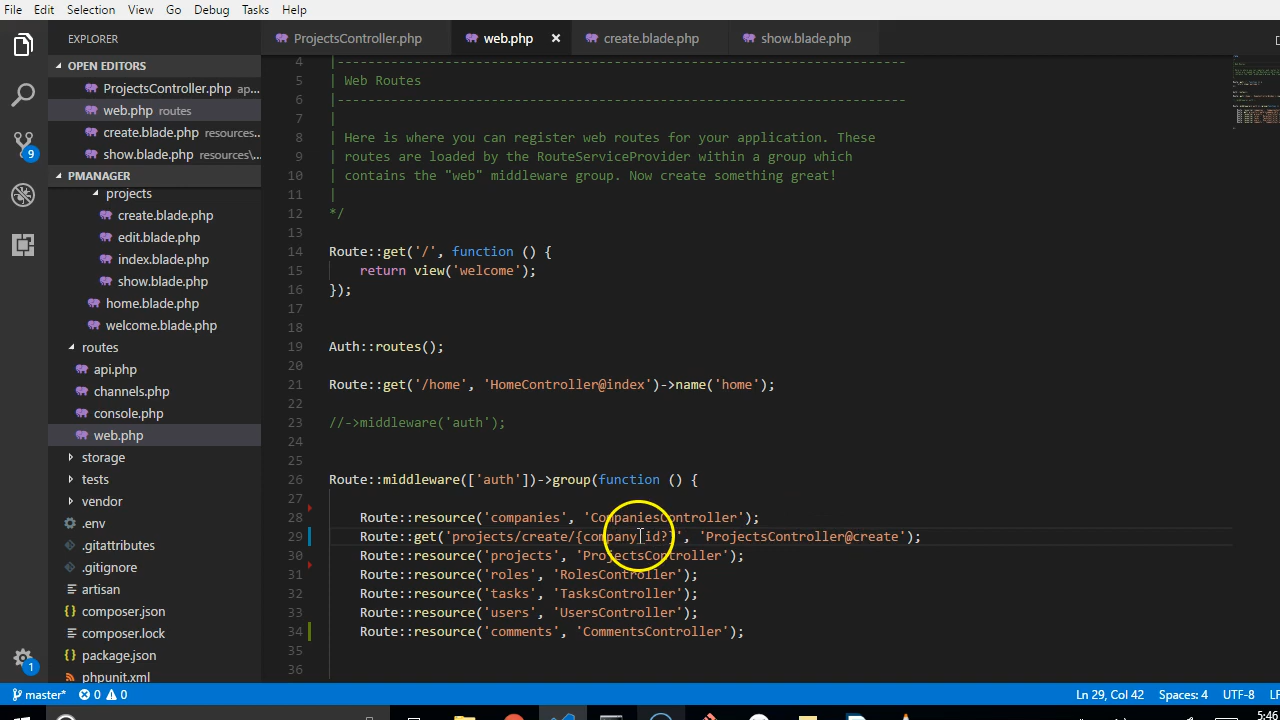 File Edit Selection View Go Debug Tasks Help
EXPLORER
OPEN EDITORS
ProjectsController.php ap...
web.php routes
create.blade.php resources...
show.blade.php resources\...
PMANAGER
projects
create.blade.php
edit.blade.php
index.blade.php
show.blade.php
home.blade.php
welcome.blade.php
routes
api.php
channels.php
console.php
web.php
storage
tests
vendor
.env
.gitattributes
.gitignore
artisan
composer.json
composer.lock
package.json
phpunit.xml
9
1
ProjectsController.php web.php × create.blade.php show.blade.php
4 |--------------------------------------------------------------------------
5 | Web Routes
6 |--------------------------------------------------------------------------
7 |
8 | Here is where you can register web routes for your application. These
9 | routes are loaded by the RouteServiceProvider within a group which
10 | contains the "web" middleware group. Now create something great!
11 |
12 */
13
14 Route::get('/', function () {
15 return view('welcome');
16 });
17
18
19 Auth::routes();
20
21 Route::get('/home', 'HomeController@index')->name('home');
22
23 //->middleware('auth');
24
25
26 Route::middleware(['auth'])->group(function () {
27
28 Route::resource('companies', 'CompaniesController');
29 Route::get('projects/create/{company_id?}', 'ProjectsController@create');
30 Route::resource('projects', 'ProjectsController');
31 Route::resource('roles', 'RolesController');
32 Route::resource('tasks', 'TasksController');
33 Route::resource('users', 'UsersController');
34 Route::resource('comments', 'CommentsController');
35
36
master* 0 0 Ln 29, Col 42 Spaces: 4 UTF-8 LF
5:46